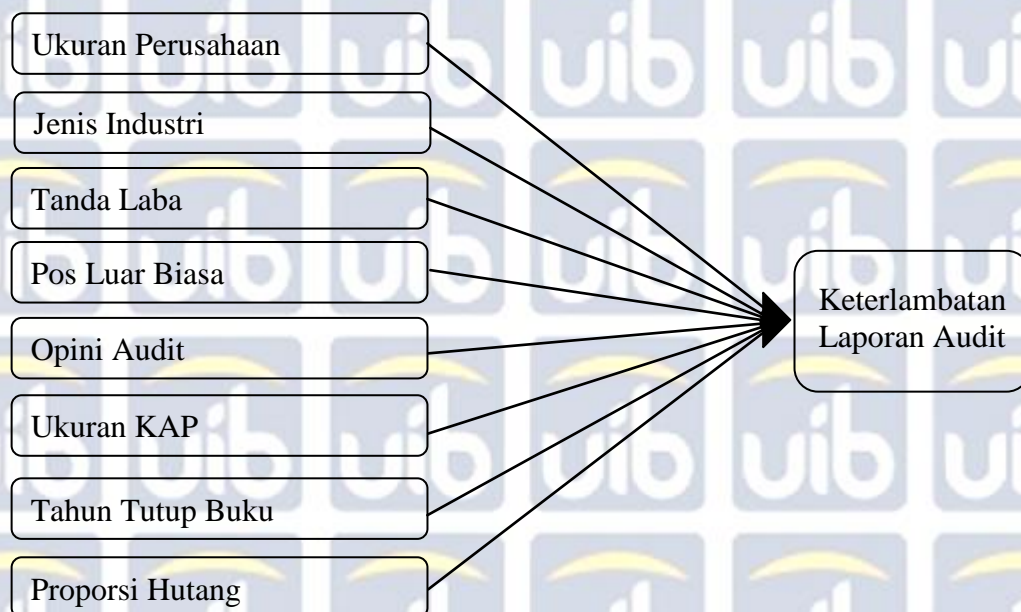 Ukuran Perusahaan
Jenis Industri
Tanda Laba
Pos Luar Biasa
Opini Audit
Ukuran KAP
Tahun Tutup Buku
Proporsi Hutang
Keterlambatan
Laporan Audit
uib